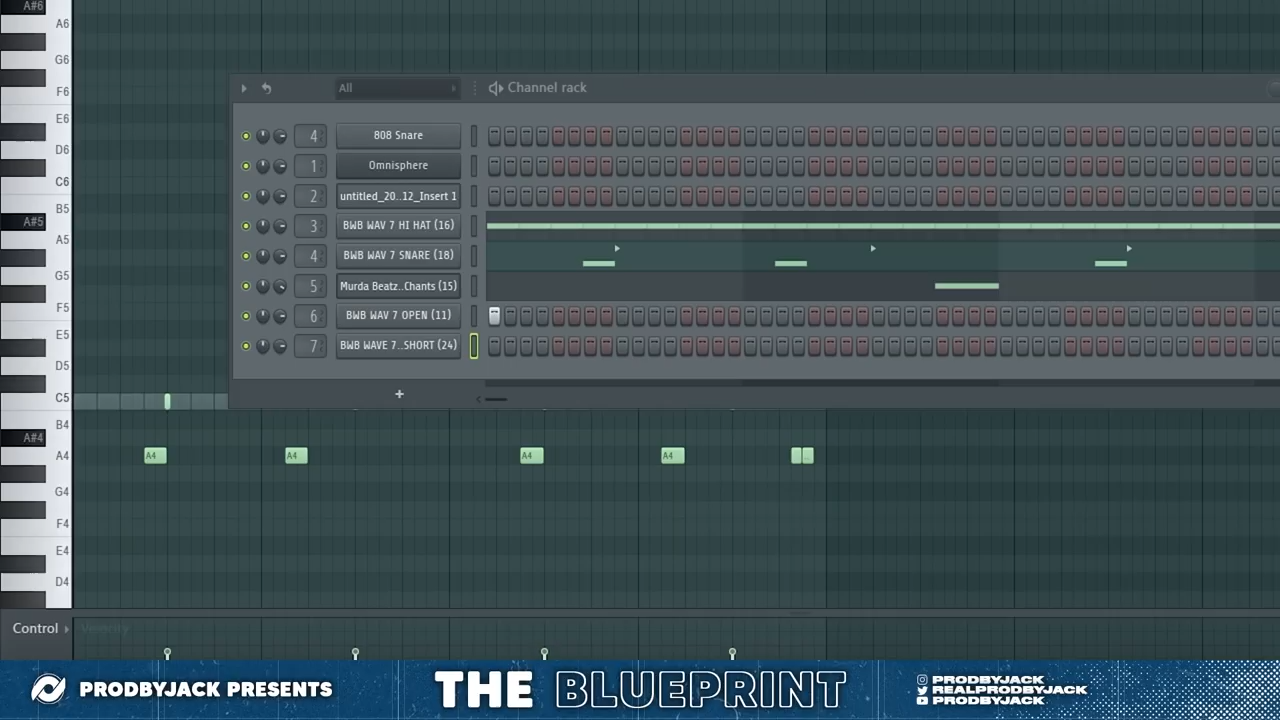 A#6
A6
G6
F6
E6
D6
C6
B5
A#5
A5
G5
F5
E5
D5
C5
B4
A#4
A4
G4
F4
E4
D4
All
Channel rack
4 808 Snare
1 Omnisphere
2 untitled_20..12_Insert 1
3 BWB WAV 7 HI HAT (16)
4 BWB WAV 7 SNARE (18)
5 Murda Beatz..Chants (15)
6 BWB WAV 7 OPEN (11)
7 BWB WAVE 7..SHORT (24)
+
A4 A4 A4 A4 ..
Control Velocity
PRODBYJACK PRESENTS
THE BLUEPRINT
PRODBYJACK
REALPRODBYJACK
PRODBYJACK